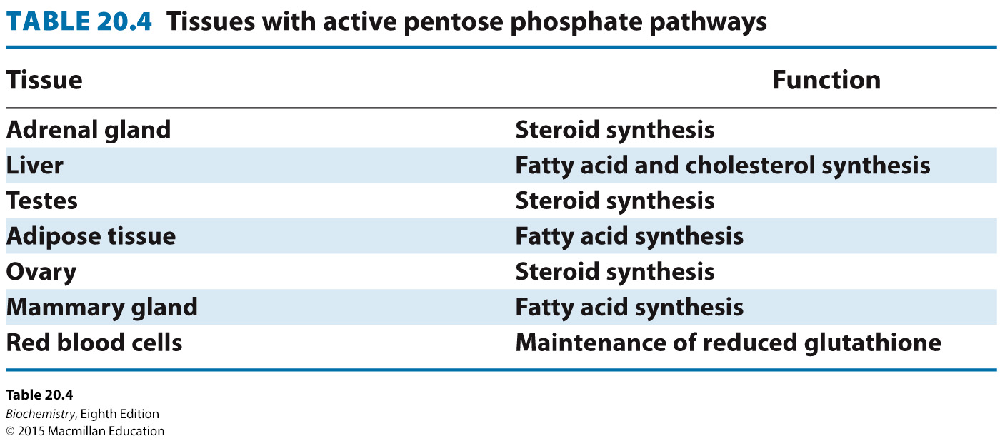 TABLE 20.4 Tissues with active pentose phosphate pathways
Tissue Function
Adrenal gland Steroid synthesis
Liver Fatty acid and cholesterol synthesis
Testes Steroid synthesis
Adipose tissue Fatty acid synthesis
Ovary Steroid synthesis
Mammary gland Fatty acid synthesis
Red blood cells Maintenance of reduced glutathione
Table 20.4
Biochemistry, Eighth Edition
© 2015 Macmillan Education